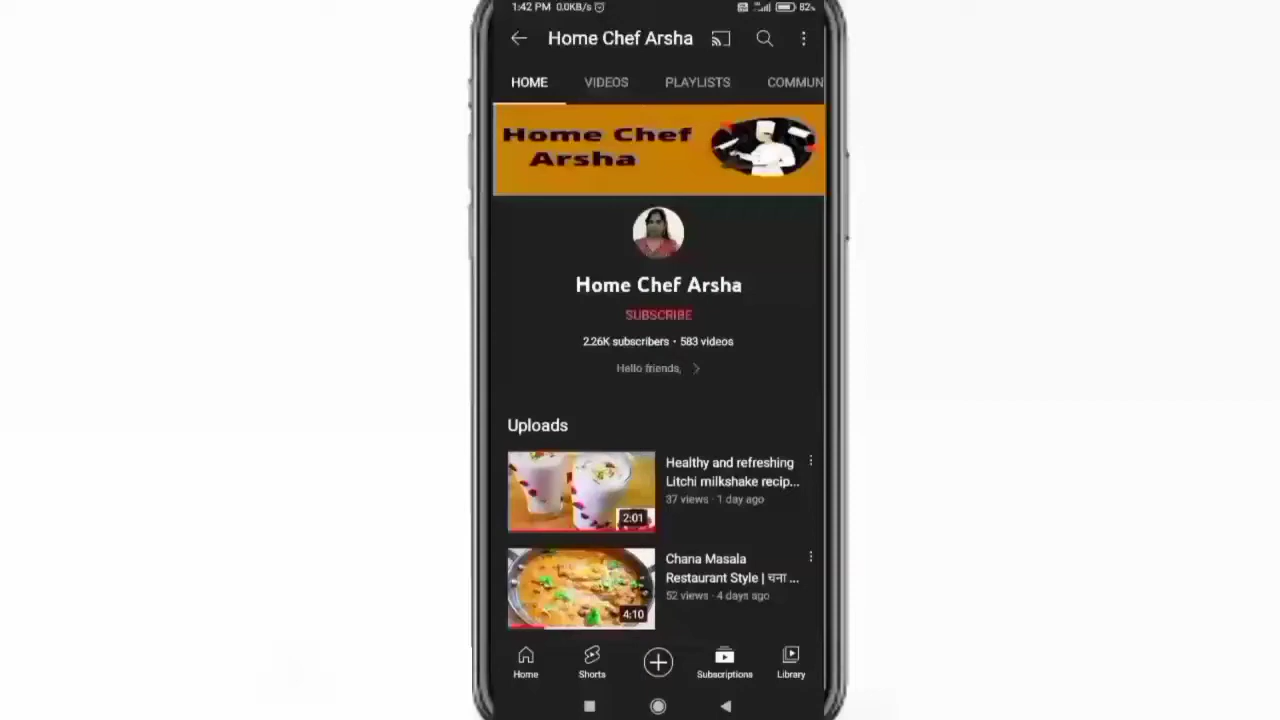 1:42 PM 0.0KB/s 82%
Home Chef Arsha
HOME VIDEOS PLAYLISTS COMMUN
Home Chef
Arsha
Home Chef Arsha
SUBSCRIBE
2.26K subscribers • 583 videos
Hello friends,
Uploads
Healthy and refreshing
Litchi milkshake recip...
37 views · 1 day ago
2:01
Chana Masala
Restaurant Style | चना ...
52 views · 4 days ago
4:10
Home Shorts Subscriptions Library